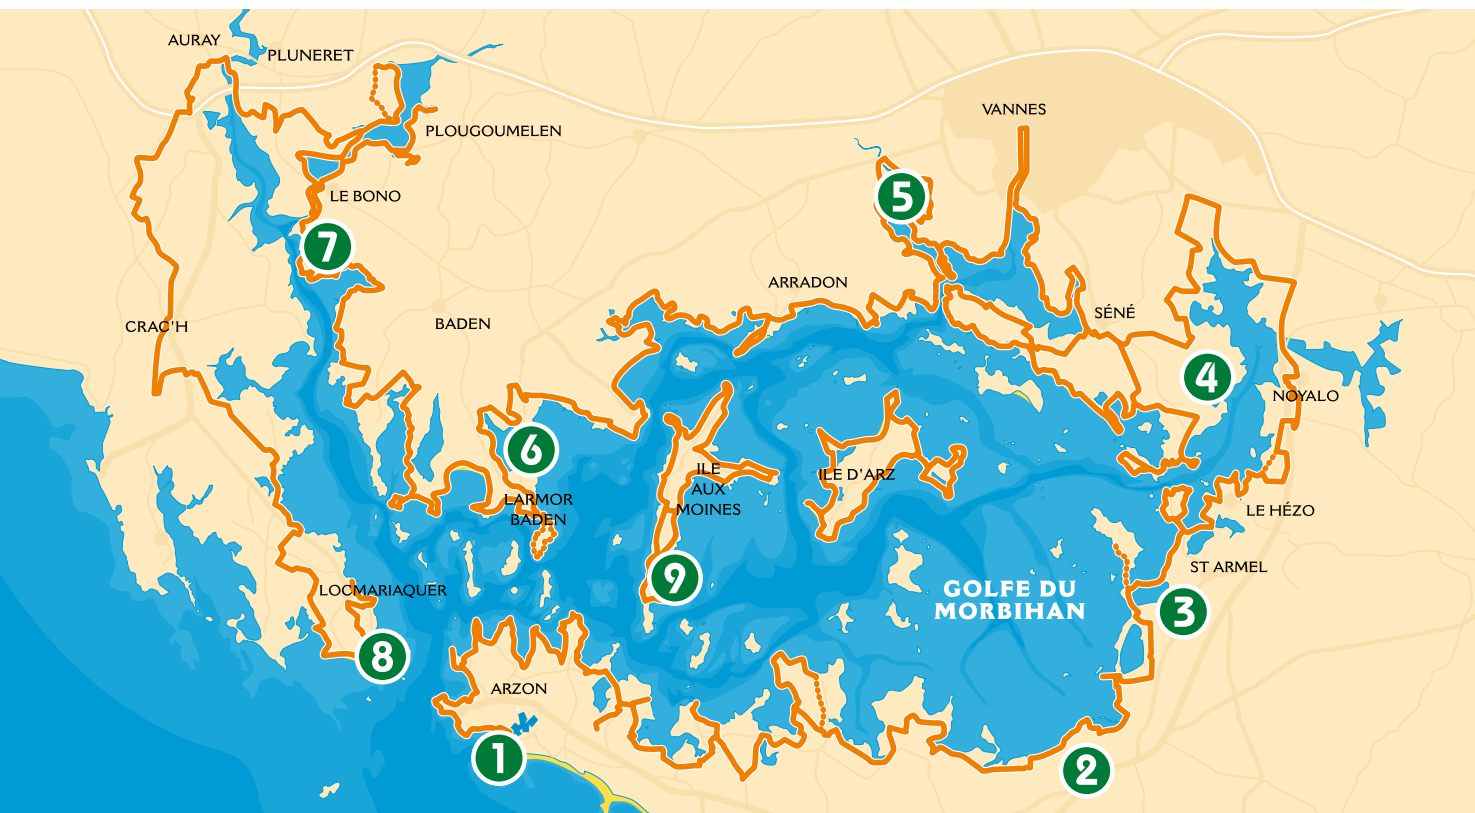 AURAY
PLUNERET
VANNES
PLOUGOUMELEN
LE BONO
5
7
ARRADON
SÉNÉ
CRAC'H
BADEN
4
NOYALO
6
ILE
AUX
MOINES
ILE D'ARZ
LARMOR
BADEN
LE HÉZO
ST ARMEL
9
LOCMARIAQUER
GOLFE DU
MORBIHAN
3
8
ARZON
1
2